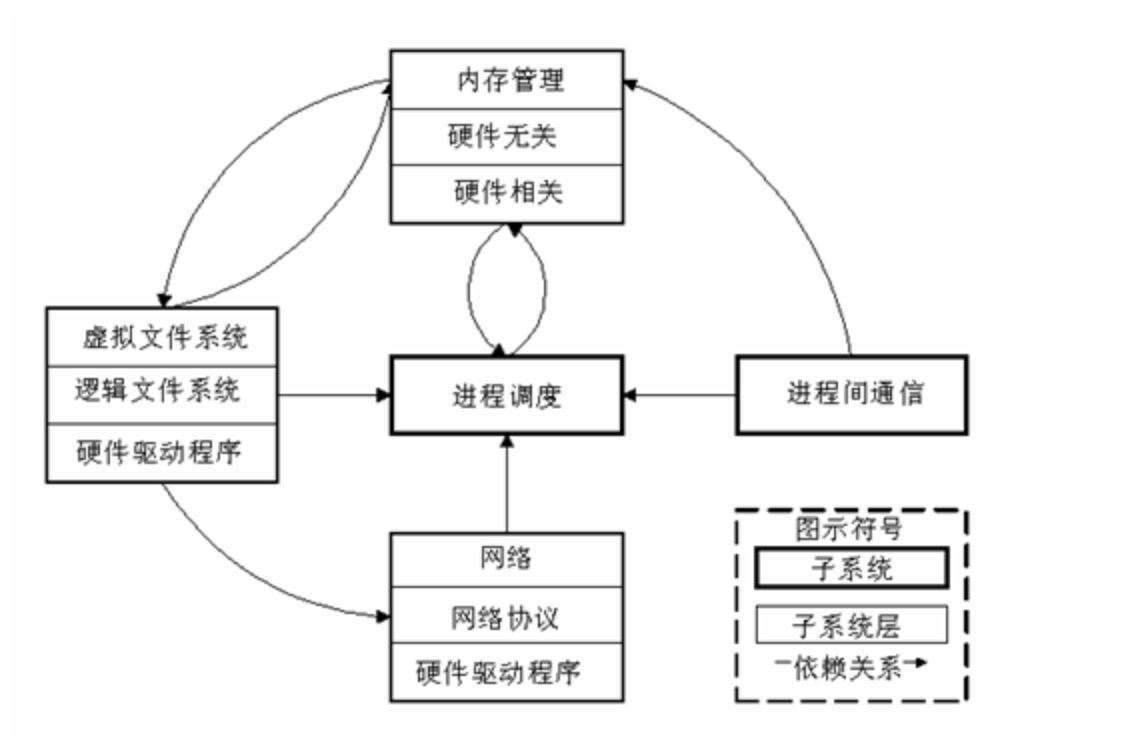 内存管理
硬件无关
硬件相关
虚拟文件系统
逻辑文件系统
硬件驱动程序
进程调度
进程间通信
网络
网络协议
硬件驱动程序
图示符号
子系统
子系统层
依赖关系